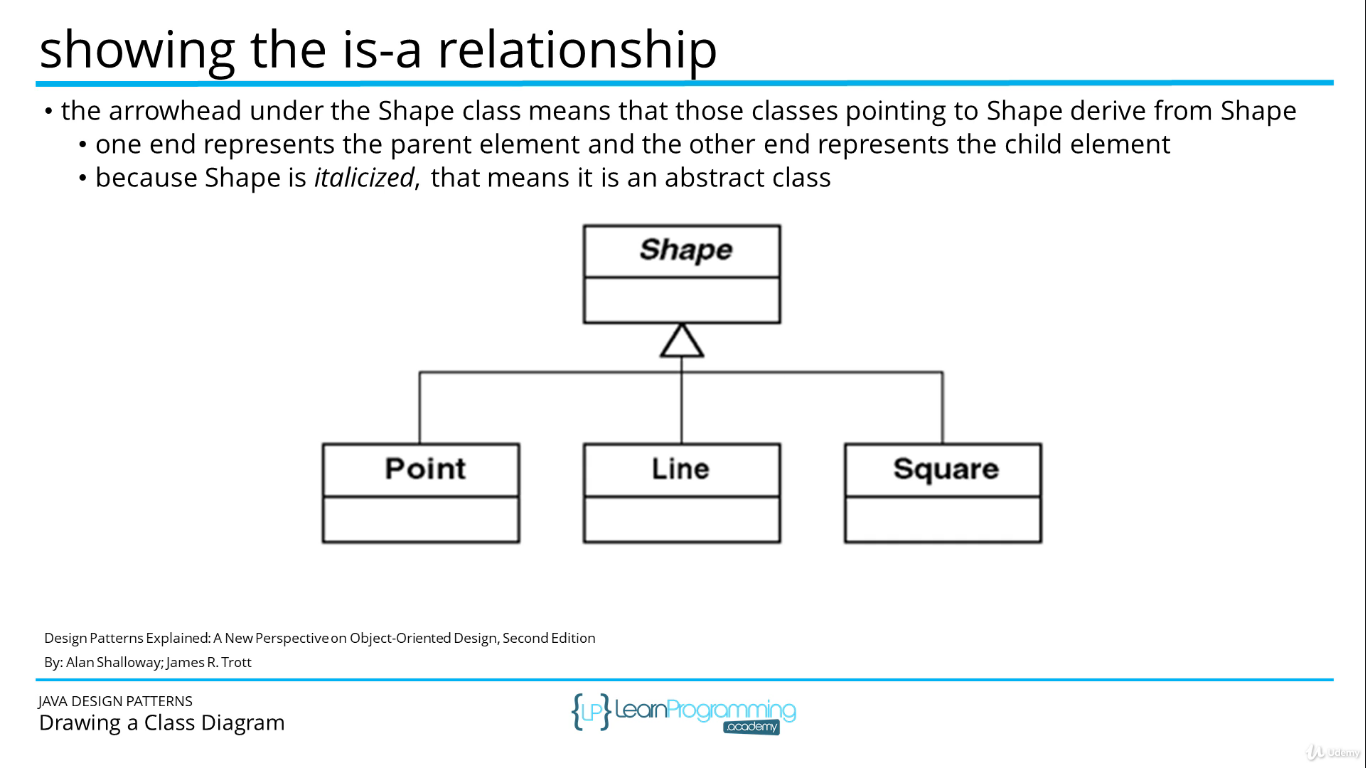 showing the is-a relationship
• the arrowhead under the Shape class means that those classes pointing to Shape derive from Shape
• one end represents the parent element and the other end represents the child element
• because Shape is italicized, that means it is an abstract class
Shape
Point Line Square
Design Patterns Explained: A New Perspective on Object-Oriented Design, Second Edition
By: Alan Shalloway; James R. Trott
JAVA DESIGN PATTERNS
Drawing a Class Diagram
{LP} LearnProgramming
.academy
Udemy